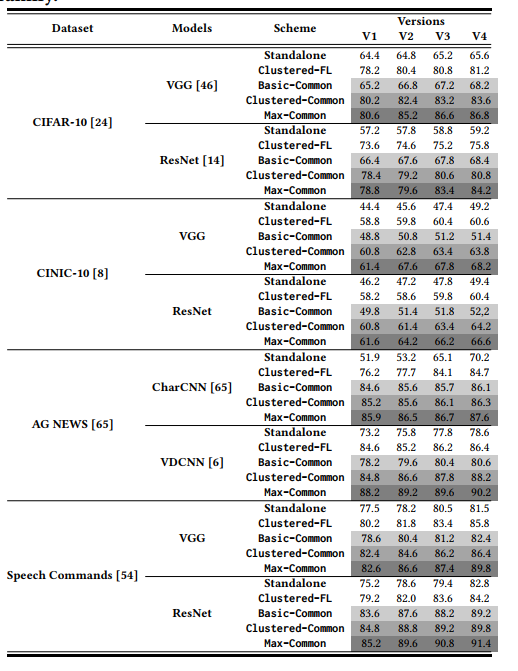 Dataset Models Scheme Versions
V1 V2 V3 V4
CIFAR-10 [24]
VGG [46]
Standalone 64.4 64.8 65.2 65.6
Clustered-FL 78.2 80.4 80.8 81.2
Basic-Common 65.2 66.8 67.2 68.2
Clustered-Common 80.2 82.4 83.2 83.6
Max-Common 80.6 85.2 86.6 86.8
ResNet [14]
Standalone 57.2 57.8 58.8 59.2
Clustered-FL 73.6 74.6 75.2 75.8
Basic-Common 66.4 67.6 67.8 68.4
Clustered-Common 78.4 79.2 80.6 80.8
Max-Common 78.8 79.6 83.4 84.2
CINIC-10 [8]
VGG
Standalone 44.4 45.6 47.4 49.2
Clustered-FL 58.8 59.8 60.4 60.6
Basic-Common 48.8 50.8 51.2 51.4
Clustered-Common 60.8 62.8 63.4 63.8
Max-Common 61.4 67.6 67.8 68.2
ResNet
Standalone 46.2 47.2 47.8 49.4
Clustered-FL 58.2 58.6 59.8 60.4
Basic-Common 49.8 51.4 51.8 52,2
Clustered-Common 60.8 61.4 63.4 64.2
Max-Common 61.6 64.2 66.2 66.6
AG NEWS [65]
CharCNN [65]
Standalone 51.9 53.2 65.1 70.2
Clustered-FL 76.2 77.7 84.1 84.7
Basic-Common 84.6 85.6 85.7 86.1
Clustered-Common 85.2 85.6 86.1 86.3
Max-Common 85.9 86.5 86.7 87.6
VDCNN [6]
Standalone 73.2 75.8 77.8 78.6
Clustered-FL 84.6 85.2 86.2 86.4
Basic-Common 78.2 79.6 80.4 80.6
Clustered-Common 84.8 86.6 87.8 88.2
Max-Common 88.2 89.2 89.6 90.2
Speech Commands [54]
VGG
Standalone 77.5 78.2 80.5 81.5
Clustered-FL 80.2 81.8 83.4 85.8
Basic-Common 78.6 80.4 81.2 82.4
Clustered-Common 82.4 84.6 86.2 86.4
Max-Common 82.6 86.6 87.4 89.8
ResNet
Standalone 75.2 78.6 79.4 82.8
Clustered-FL 79.2 82.0 83.6 84.2
Basic-Common 83.6 87.6 88.2 89.2
Clustered-Common 84.8 88.8 89.2 89.8
Max-Common 85.2 89.6 90.8 91.4